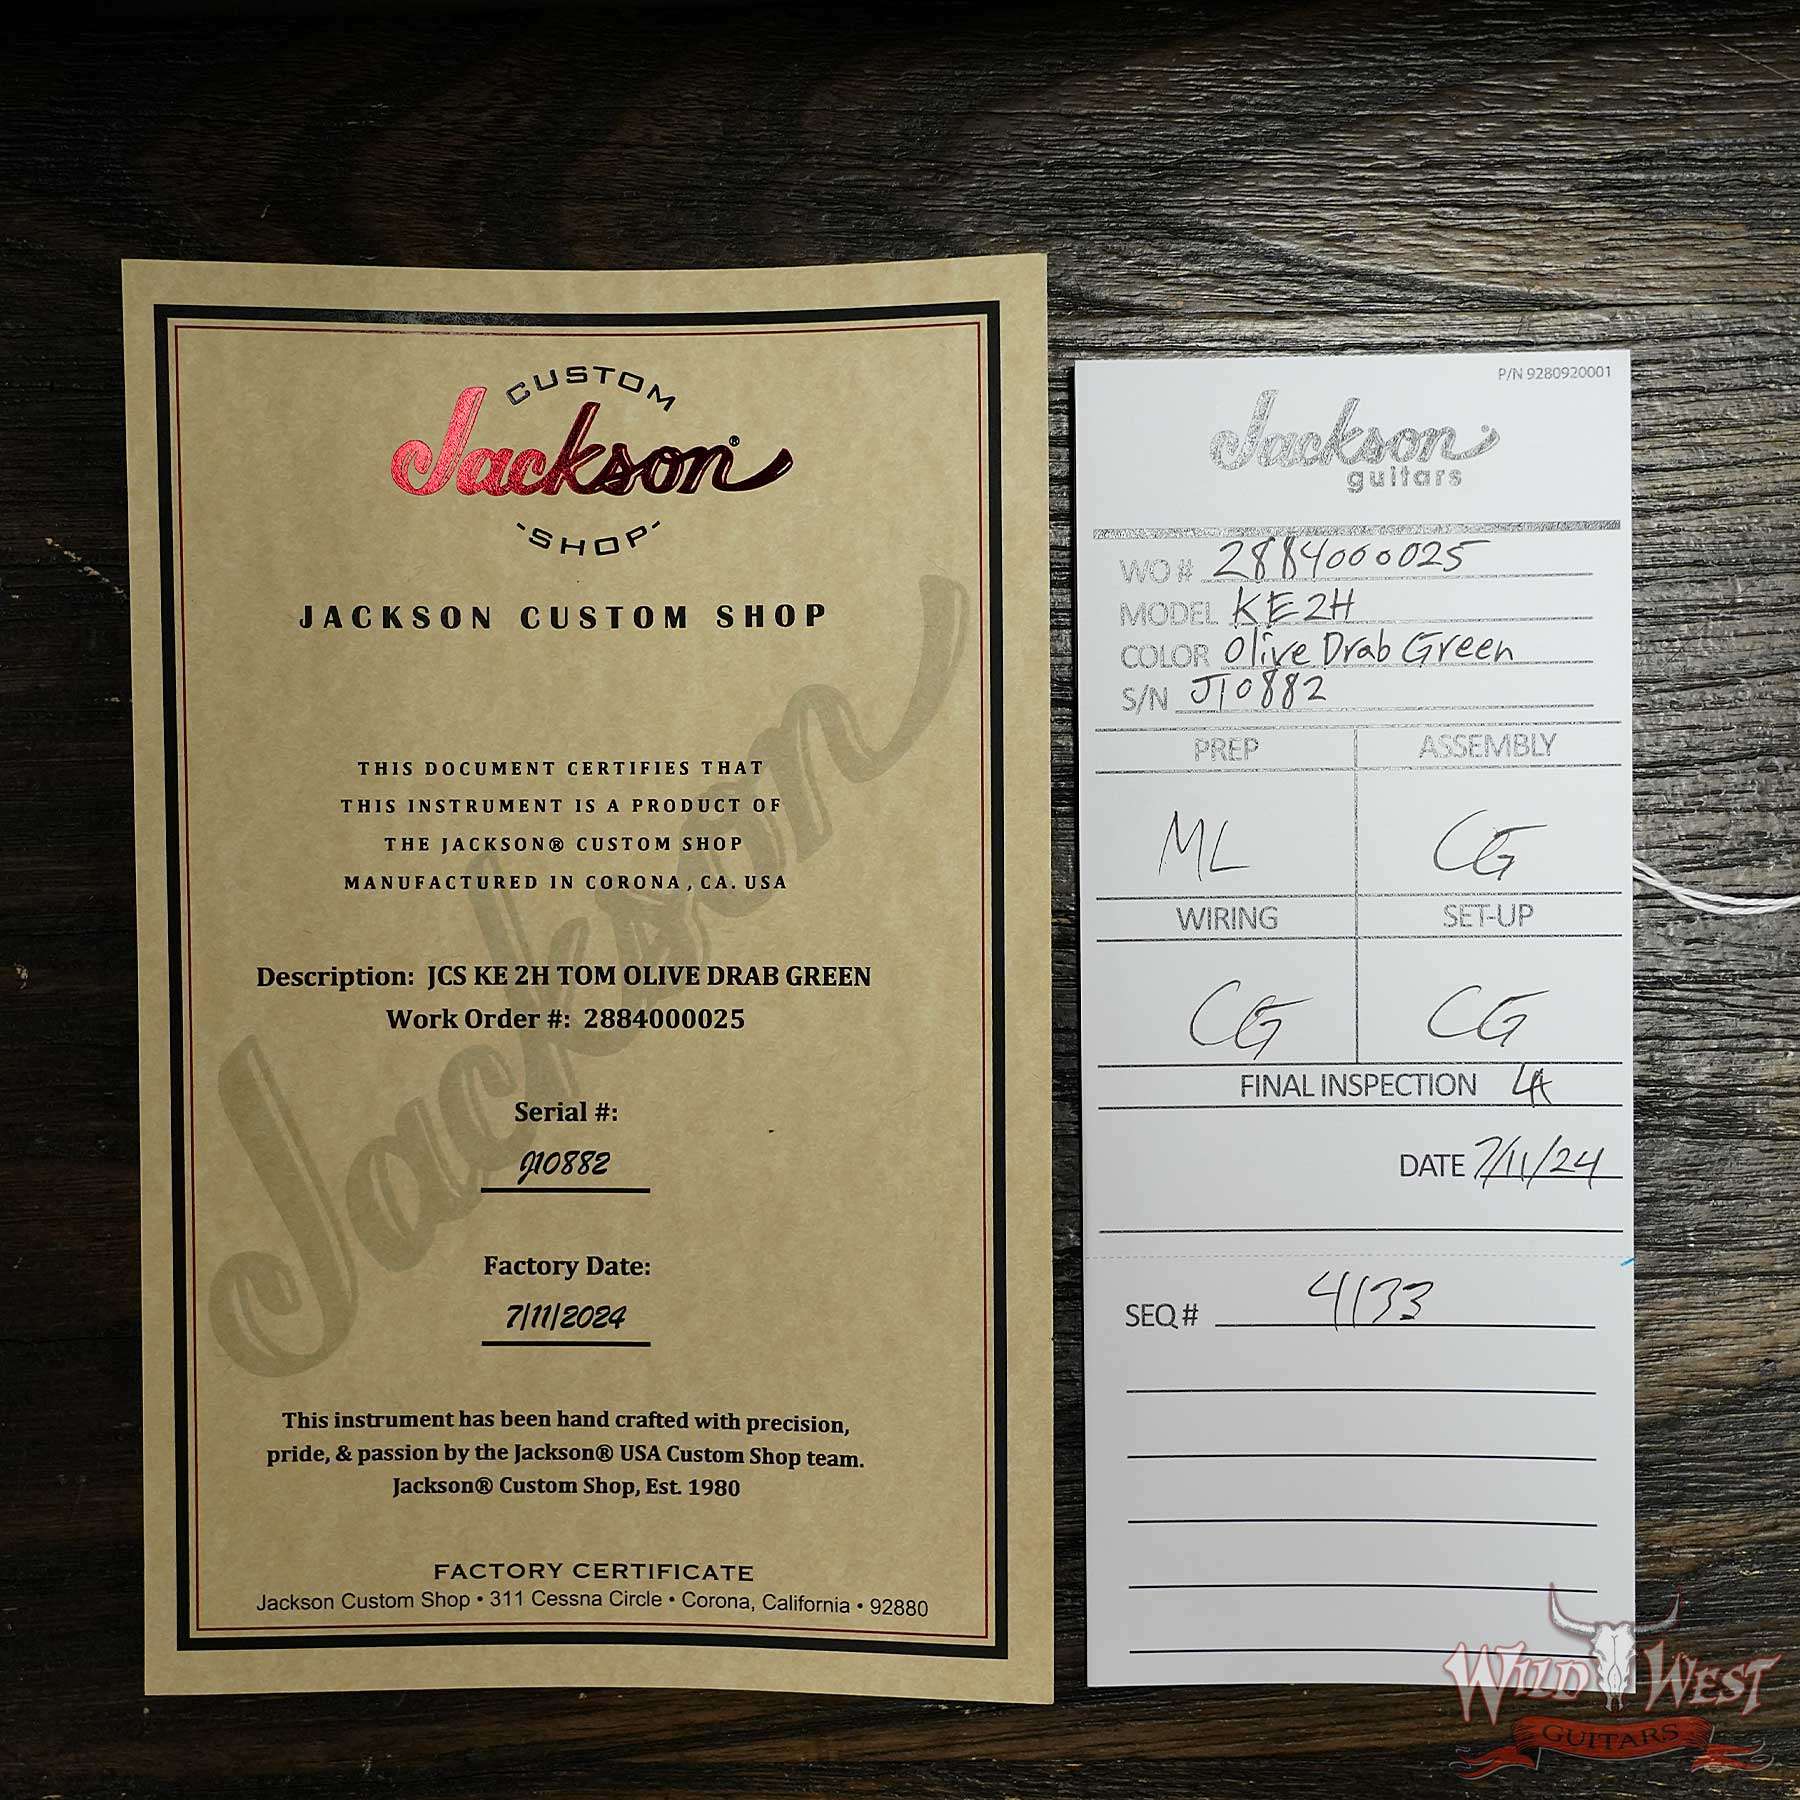 CUSTOM
Jackson®
-SHOP-
JACKSON CUSTOM SHOP
THIS DOCUMENT CERTIFIES THAT
THIS INSTRUMENT IS A PRODUCT OF
THE JACKSON® CUSTOM SHOP
MANUFACTURED IN CORONA, CA. USA
Jackson
Description: JCS KE 2H TOM OLIVE DRAB GREEN
Work Order #: 2884000025
Serial #:
J10882
Factory Date:
7/11/2024
This instrument has been hand crafted with precision,
pride, & passion by the Jackson® USA Custom Shop team.
Jackson® Custom Shop, Est. 1980
FACTORY CERTIFICATE
Jackson Custom Shop • 311 Cessna Circle • Corona, California • 92880
P/N 9280920001
Jackson
guitars
WO # 2884000025
MODEL KE2H
COLOR Olive Drab Green
S/N J10882
PREP ASSEMBLY
ML CG
WIRING SET-UP
CG CG
FINAL INSPECTION LA
DATE 7/11/24
SEQ # 4133
WILD WEST
GUITARS